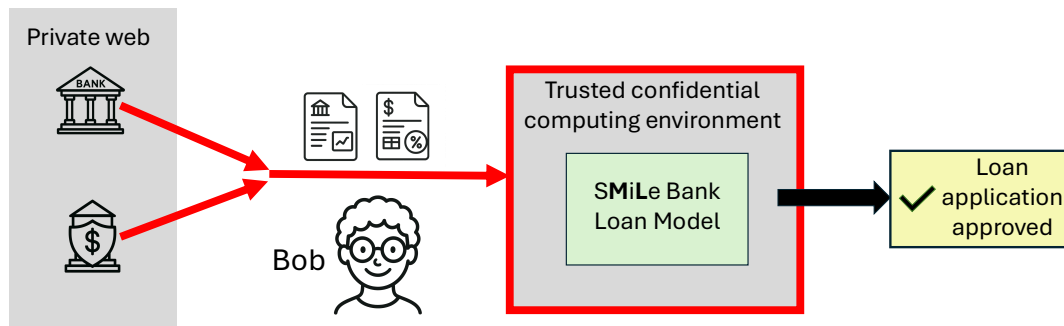 Private web
BANK
$
$
%
Bob
Trusted confidential
computing environment
SMiLe Bank
Loan Model
Loan
application
approved